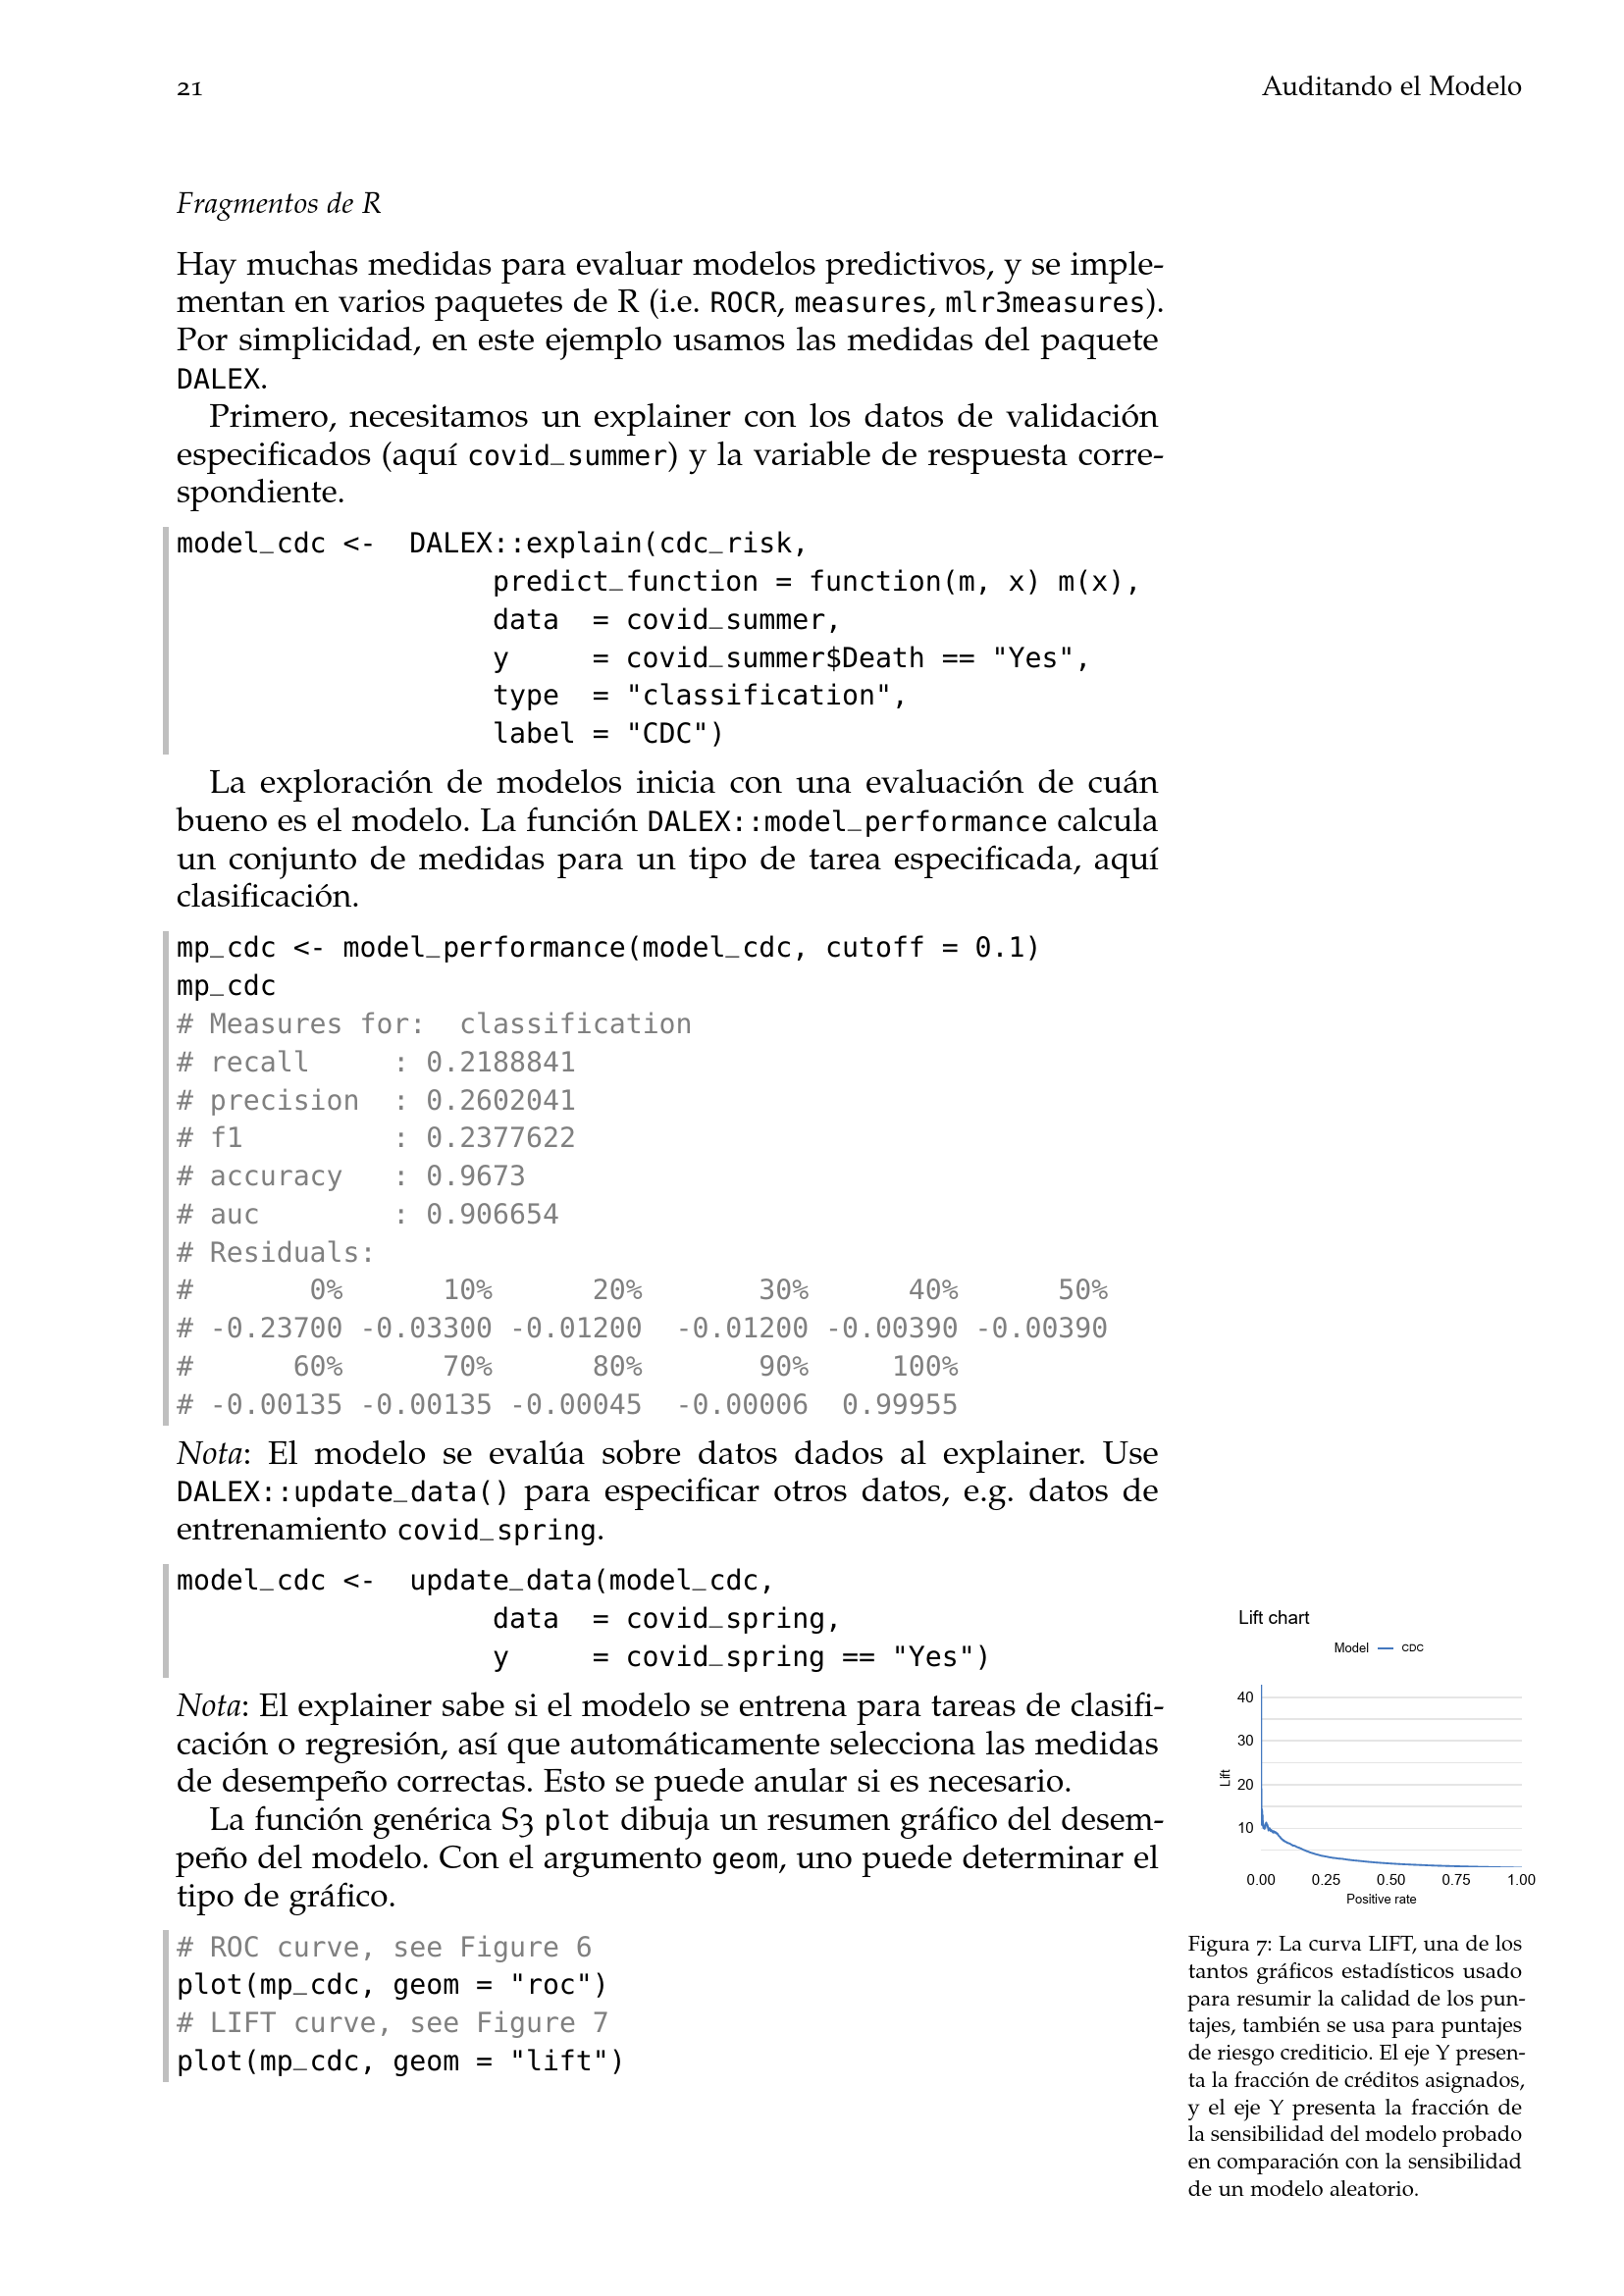 21
Auditando el Modelo
Fragmentos de R
Hay muchas medidas para evaluar modelos predictivos, y se imple-
mentan en varios paquetes de R (i.e. ROCR, measures, mlr3measures).
Por simplicidad, en este ejemplo usamos las medidas del paquete
DALEX.
Primero, necesitamos un explainer con los datos de validación
especificados (aquí covid_summer) y la variable de respuesta corre-
spondiente.
model_cdc <-  DALEX::explain(cdc_risk,
                   predict_function = function(m, x) m(x),
                   data  = covid_summer,
                   y     = covid_summer$Death == "Yes",
                   type  = "classification",
                   label = "CDC")
La exploración de modelos inicia con una evaluación de cuán
bueno es el modelo. La función DALEX::model_performance calcula
un conjunto de medidas para un tipo de tarea especificada, aquí
clasificación.
mp_cdc <- model_performance(model_cdc, cutoff = 0.1)
mp_cdc
# Measures for:  classification
# recall     : 0.2188841
# precision  : 0.2602041
# f1         : 0.2377622
# accuracy   : 0.9673
# auc        : 0.906654
# Residuals:
#       0%      10%      20%       30%      40%      50%
# -0.23700 -0.03300 -0.01200  -0.01200 -0.00390 -0.00390
#      60%      70%      80%       90%     100%
# -0.00135 -0.00135 -0.00045  -0.00006  0.99955
Nota: El modelo se evalúa sobre datos dados al explainer. Use
DALEX::update_data() para especificar otros datos, e.g. datos de
entrenamiento covid_spring.
model_cdc <-  update_data(model_cdc,
                   data  = covid_spring,
                   y     = covid_spring == "Yes")
Nota: El explainer sabe si el modelo se entrena para tareas de clasifi-
cación o regresión, así que automáticamente selecciona las medidas
de desempeño correctas. Esto se puede anular si es necesario.
La función genérica S3 plot dibuja un resumen gráfico del desem-
peño del modelo. Con el argumento geom, uno puede determinar el
tipo de gráfico.
# ROC curve, see Figure 6
plot(mp_cdc, geom = "roc")
# LIFT curve, see Figure 7
plot(mp_cdc, geom = "lift")
Lift chart
Model CDC
40
30
20
10
Lift
0.00 0.25 0.50 0.75 1.00
Positive rate
Figura 7: La curva LIFT, una de los
tantos gráficos estadísticos usado
para resumir la calidad de los pun-
tajes, también se usa para puntajes
de riesgo crediticio. El eje Y presen-
ta la fracción de créditos asignados,
y el eje Y presenta la fracción de
la sensibilidad del modelo probado
en comparación con la sensibilidad
de un modelo aleatorio.